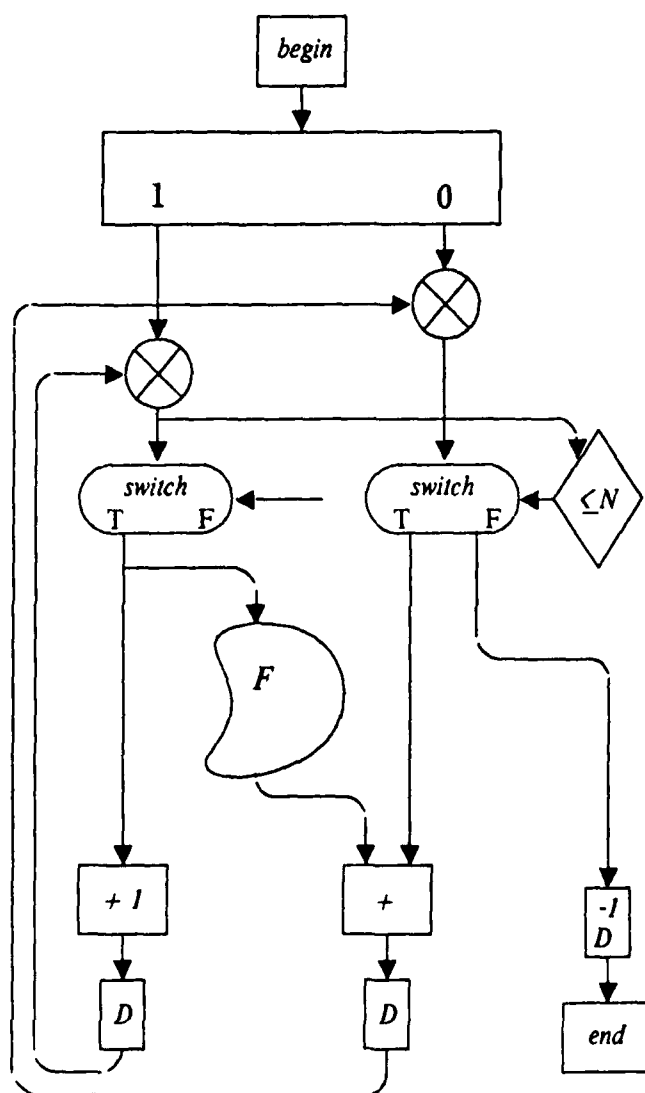 begin
1 0
switch switch
T F T F
≤N
F
+ 1 +
-1
D
D D
end